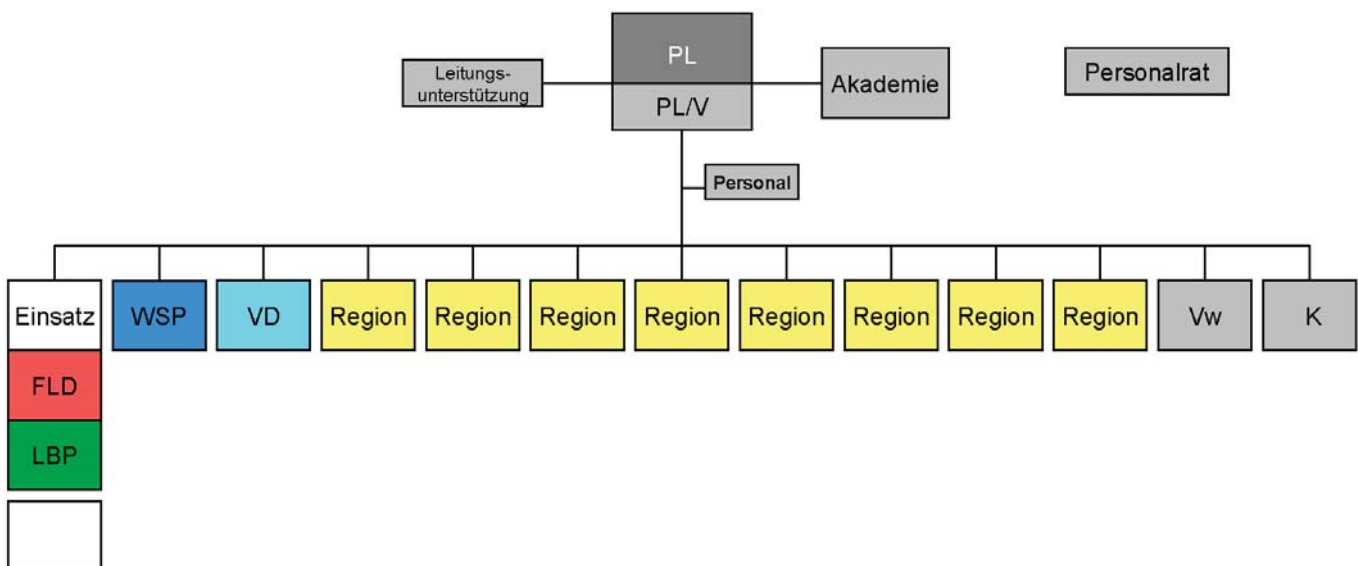 PL
Leitungs-
unterstützung
Akademie
Personalrat
PL/V
Personal
Einsatz
WSP
VD
Region
Region
Region
Region
Region
Region
Region
Region
Vw
K
FLD
LBP